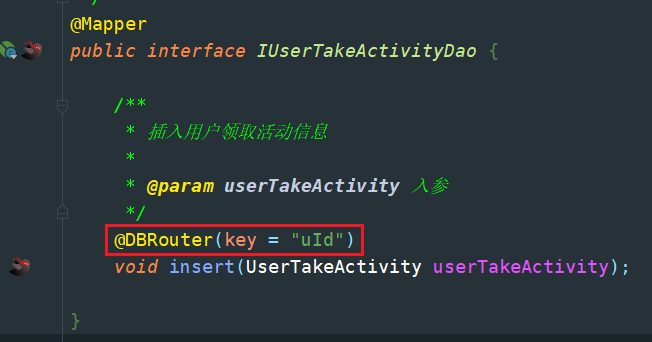 */
@Mapper
public interface IUserTakeActivityDao {
/**
* 插入用户领取活动信息
*
* @param userTakeActivity 入参
*/
@DBRouter(key = "uId")
void insert(UserTakeActivity userTakeActivity);
}